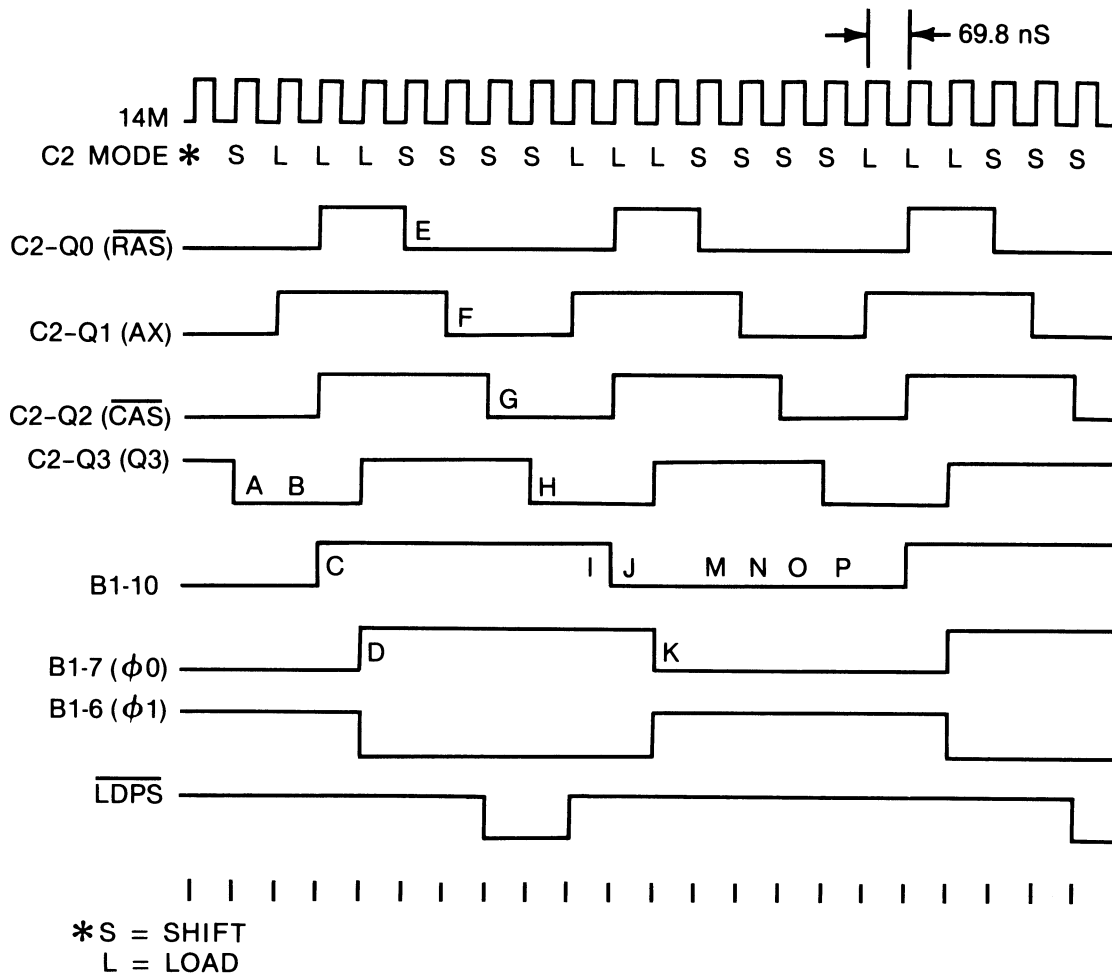 69.8 nS
14M
C2 MODE * S L L L S S S S L L L S S S S L L L S S S
C2-Q0 (RAS) E
C2-Q1 (AX) F
C2-Q2 (CAS) G
C2-Q3 (Q3) A B H
B1-10 C I J M N O P
B1-7 (ϕ0) D K
B1-6 (ϕ1)
LDPS
*S = SHIFT
L = LOAD